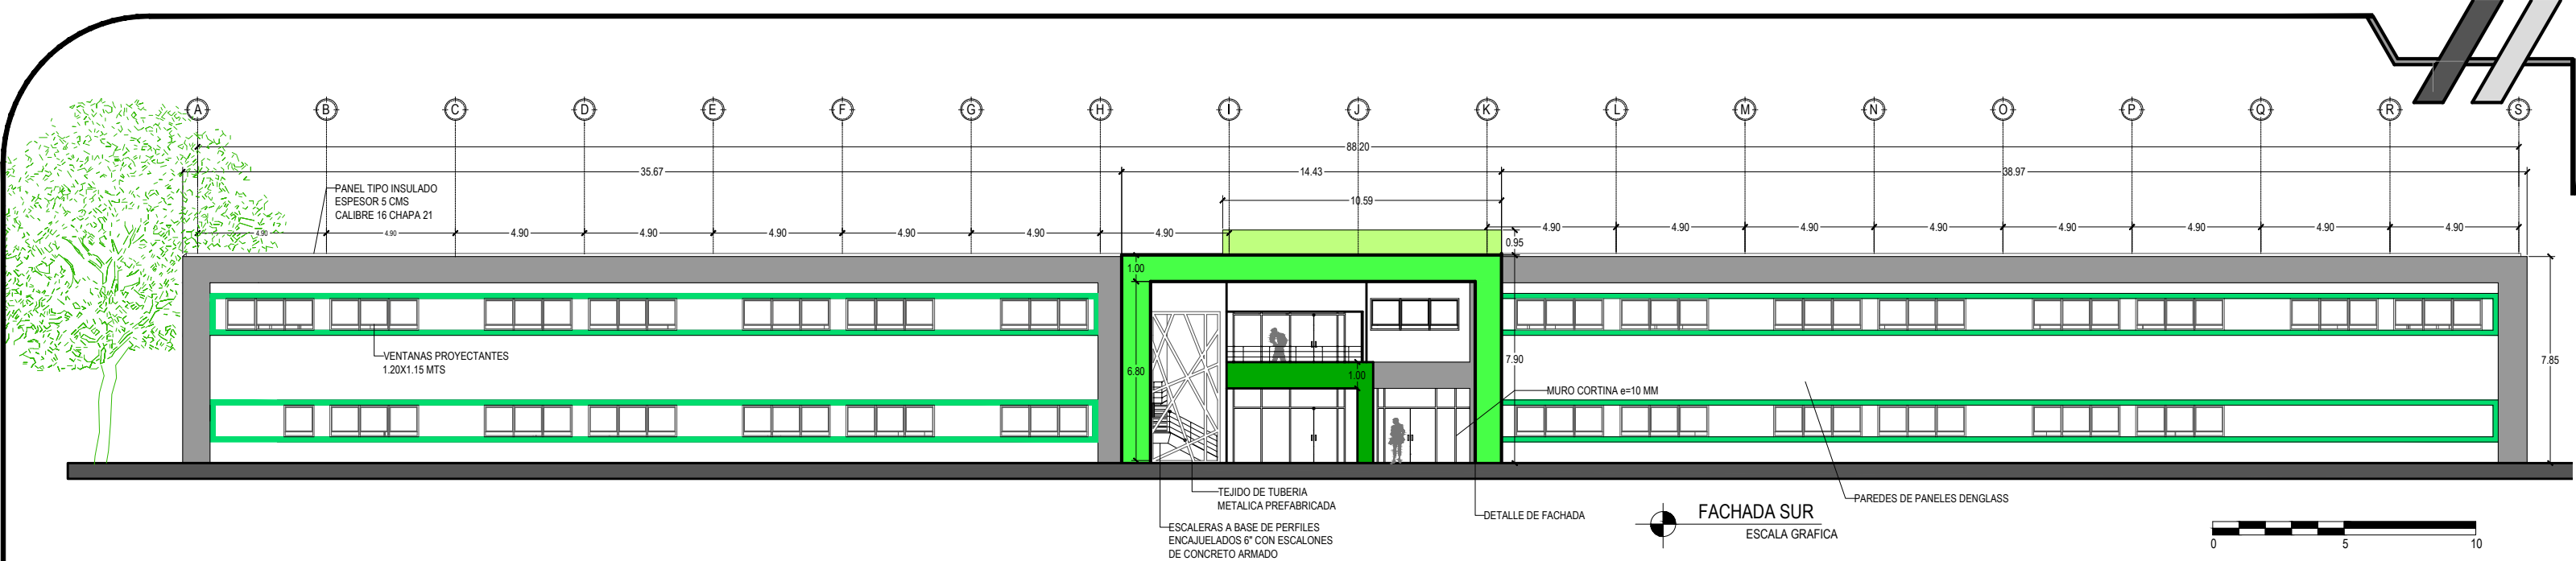 A B C D E F G H I J K L M N O P Q R S
88.20
35.67 14.43 38.97
10.59
PANEL TIPO INSULADO
ESPESOR 5 CMS
CALIBRE 16 CHAPA 21
4.90 4.90 4.90 4.90 4.90 4.90 4.90 4.90 4.90 4.90 4.90 4.90 4.90 4.90 4.90 4.90
0.95
1.00
VENTANAS PROYECTANTES
1.20X1.15 MTS
6.80
1.00
7.90
7.85
MURO CORTINA e=10 MM
TEJIDO DE TUBERIA
METALICA PREFABRICADA
ESCALERAS A BASE DE PERFILES
ENCAJUELADOS 6" CON ESCALONES
DE CONCRETO ARMADO
DETALLE DE FACHADA
PAREDES DE PANELES DENGLASS
FACHADA SUR
ESCALA GRAFICA
0 5 10